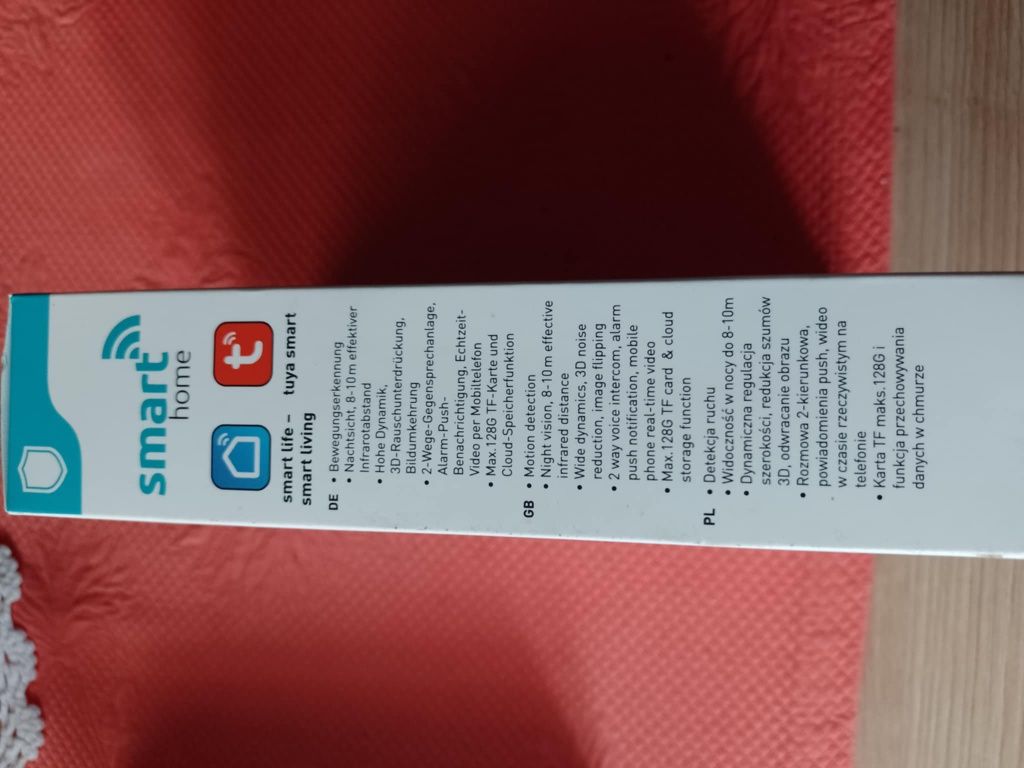 smart
home
smart life –
smart living
tuya smart
DE • Bewegungserkennung
• Nachtsicht, 8-10m effektiver
Infrarotabstand
• Hohe Dynamik,
3D-Rauschunterdrückung,
Bildumkehrung
• 2-Wege-Gegensprechanlage,
Alarm-Push-
Benachrichtigung, Echtzeit-
Video per Mobiltelefon
• Max.128G TF-Karte und
Cloud-Speicherfunktion
GB • Motion detection
• Night vision, 8-10m effective
infrared distance
• Wide dynamics, 3D noise
reduction, image flipping
• 2 way voice intercom, alarm
push notification, mobile
phone real-time video
• Max.128G TF card & cloud
storage function
PL • Detekcja ruchu
• Widoczność w nocy do 8-10m
• Dynamiczna regulacja
szerokości, redukcja szumów
3D, odwracanie obrazu
• Rozmowa 2-kierunkowa,
powiadomienia push, wideo
w czasie rzeczywistym na
telefonie
• Karta TF maks.128G i
funkcja przechowywania
danych w chmurze